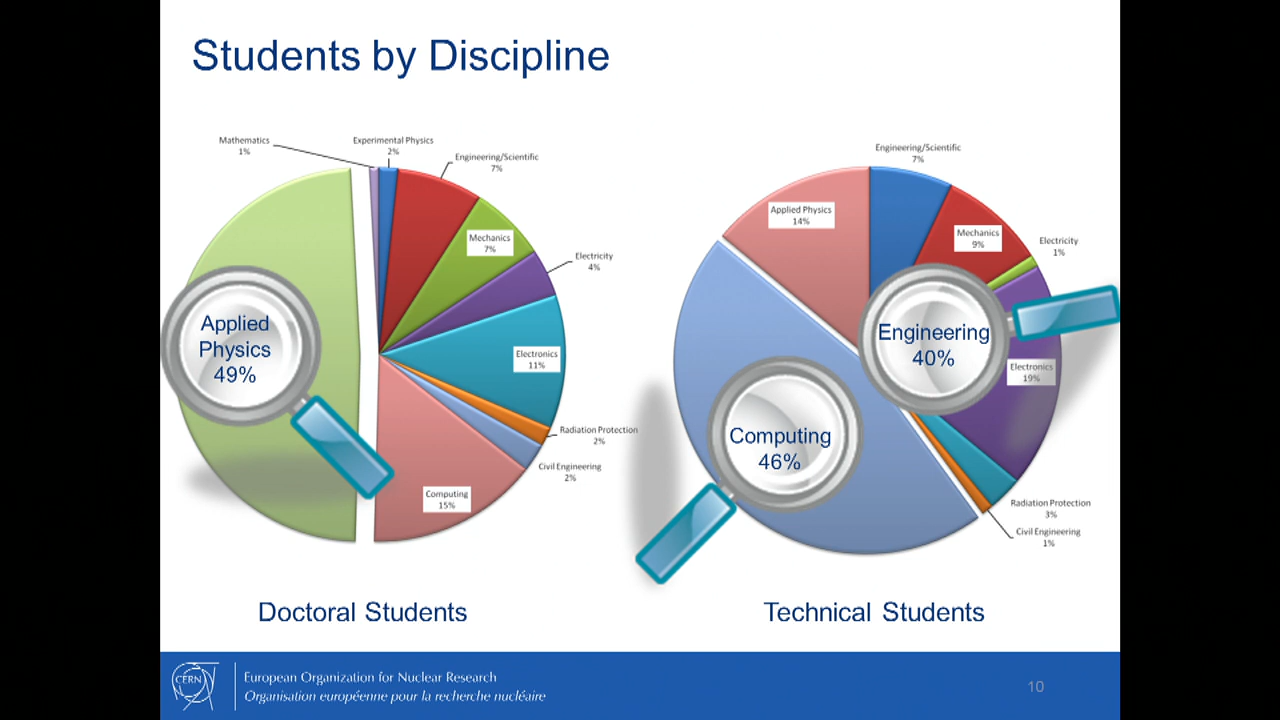 Students by Discipline
Mathematics
1%
Experimental Physics
2%
Engineering/Scientific
7%
Mechanics
7%
Electricity
4%
Electronics
11%
Radiation Protection
2%
Civil Engineering
2%
Computing
15%
Applied
Physics
49%
Doctoral Students
Engineering/Scientific
7%
Applied Physics
14%
Mechanics
9%
Electricity
1%
Engineering
40%
Electronics
19%
Computing
46%
Radiation Protection
3%
Civil Engineering
1%
Technical Students
CERN
European Organization for Nuclear Research
Organisation européenne pour la recherche nucléaire
10